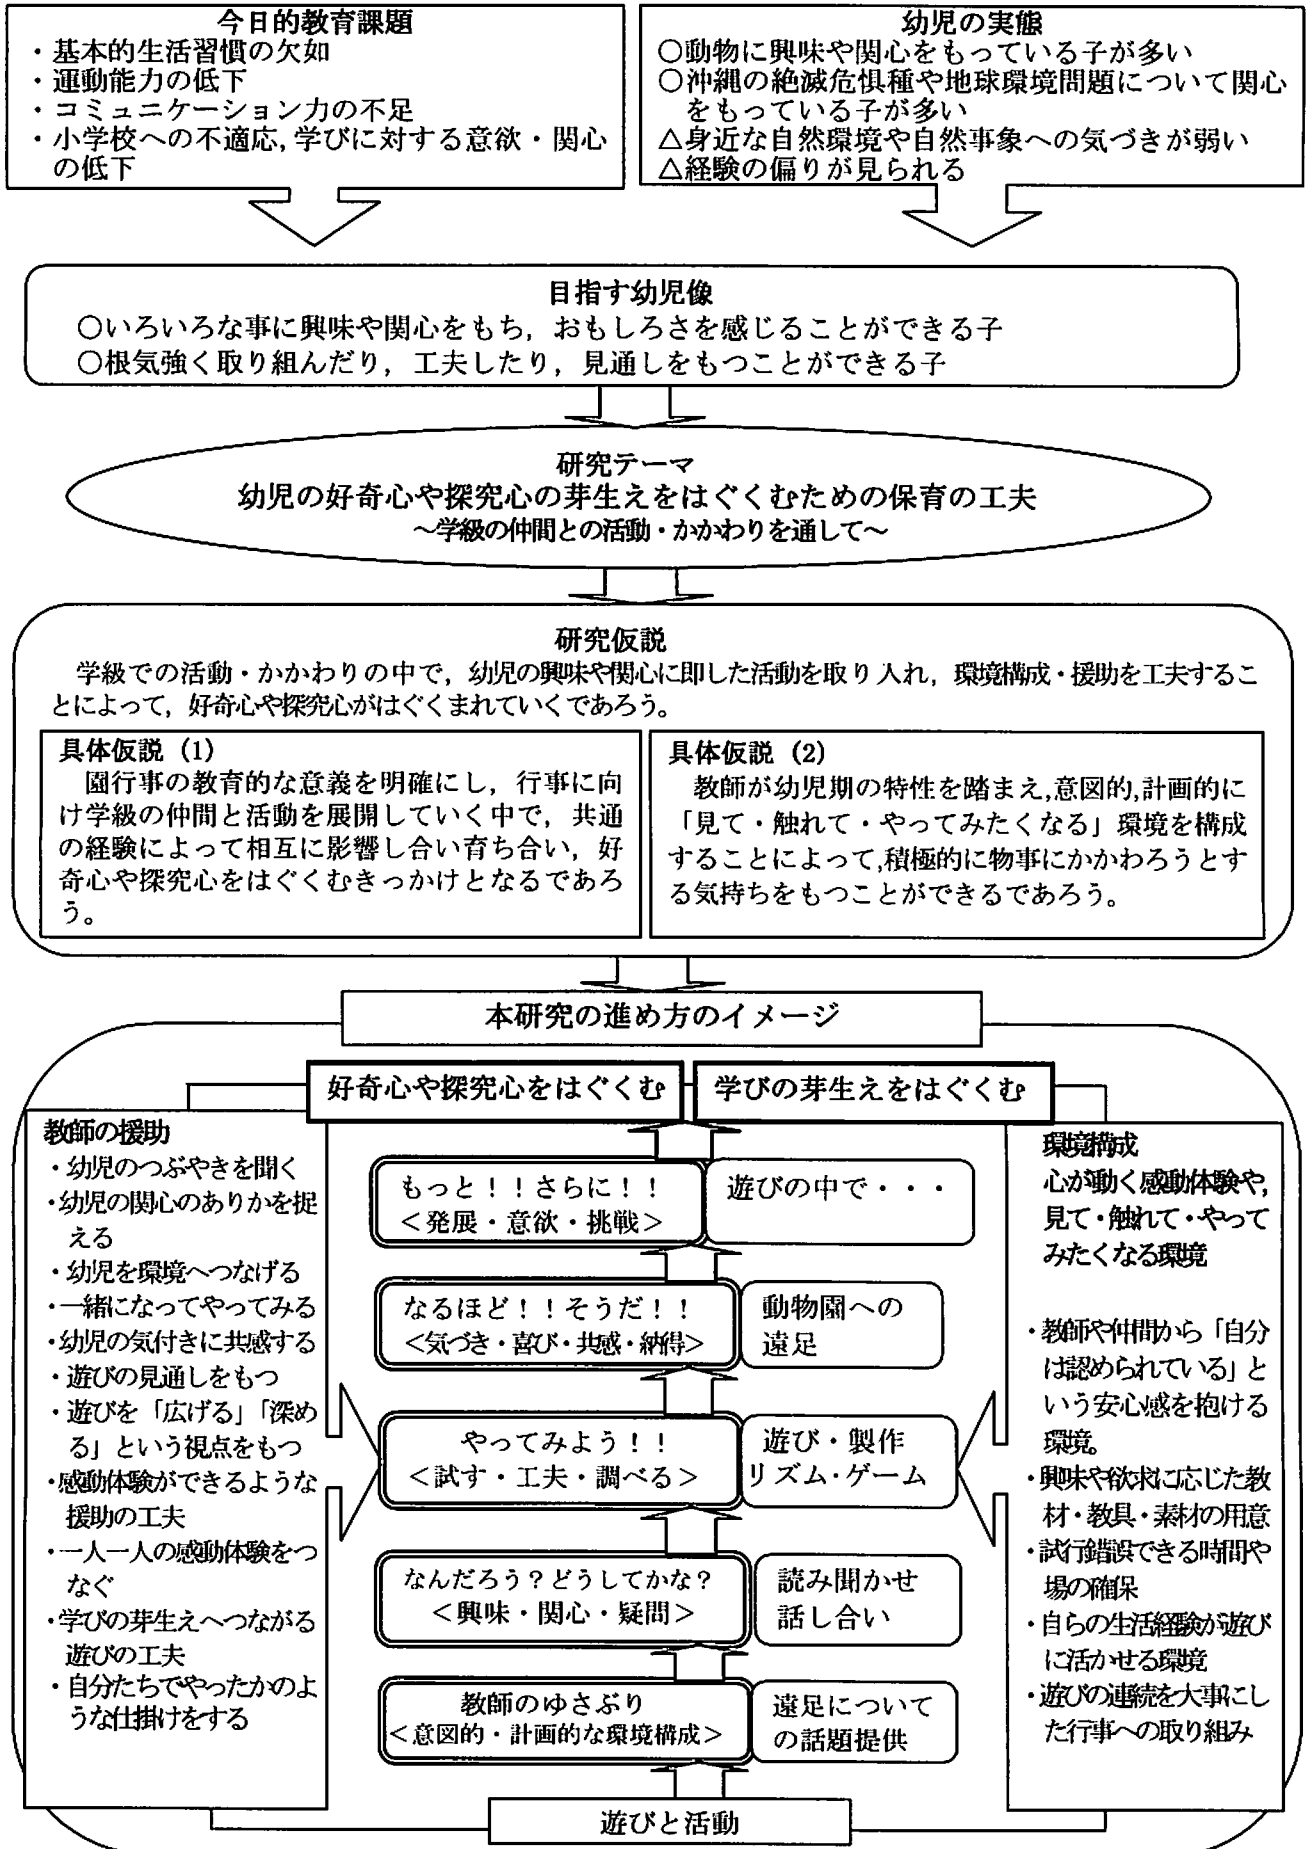 今日的教育課題
・基本的生活習慣の欠如
・運動能力の低下
・コミュニケーション力の不足
・小学校への不適応,学びに対する意欲・関心
の低下
幼児の実態
○動物に興味や関心をもっている子が多い
○沖縄の絶滅危惧種や地球環境問題について関心
をもっている子が多い
△身近な自然環境や自然事象への気づきが弱い
△経験の偏りが見られる
目指す幼児像
○いろいろな事に興味や関心をもち，おもしろさを感じることができる子
○根気強く取り組んだり，工夫したり，見通しをもつことができる子
研究テーマ
幼児の好奇心や探究心の芽生えをはぐくむための保育の工夫
～学級の仲間との活動・かかわりを通して～
研究仮説
学級での活動・かかわりの中で，幼児の興味や関心に即した活動を取り入れ，環境構成・援助を工夫するこ
とによって，好奇心や探究心がはぐくまれていくであろう。
具体仮説（1）
園行事の教育的な意義を明確にし，行事に向
け学級の仲間と活動を展開していく中で，共通
の経験によって相互に影響し合い育ち合い，好
奇心や探究心をはぐくむきっかけとなるであろ
う。
具体仮説（2）
教師が幼児期の特性を踏まえ,意図的,計画的に
「見て・触れて・やってみたくなる」環境を構成
することによって,積極的に物事にかかわろうとす
る気持ちをもつことができるであろう。
本研究の進め方のイメージ
好奇心や探究心をはぐくむ
学びの芽生えをはぐくむ
教師の援助
・幼児のつぶやきを聞く
・幼児の関心のありかを捉
える
・幼児を環境へつなげる
・一緒になってやってみる
・幼児の気付きに共感する
・遊びの見通しをもつ
・遊びを「広げる」「深め
る」という視点をもつ
・感動体験ができるような
援助の工夫
・一人一人の感動体験をつ
なぐ
・学びの芽生えへつながる
遊びの工夫
・自分たちでやったかのよ
うな仕掛けをする
もっと！！さらに！！
＜発展・意欲・挑戦＞
遊びの中で・・・
なるほど！！そうだ！！
＜気づき・喜び・共感・納得＞
動物園への
遠足
やってみよう！！
＜試す・工夫・調べる＞
遊び・製作
リズム・ゲーム
なんだろう？どうしてかな？
＜興味・関心・疑問＞
読み聞かせ
話し合い
教師のゆさぶり
＜意図的・計画的な環境構成＞
遠足について
の話題提供
遊びと活動
環境構成
心が動く感動体験や,
見て・触れて・やって
みたくなる環境
・教師や仲間から「自分
は認められている」と
いう安心感を抱ける
環境。
・興味や欲求に応じた教
材・教具・素材の用意
・試行錯誤できる時間や
場の確保
・自らの生活経験が遊び
に活かせる環境
・遊びの連続を大事にし
た行事への取り組み